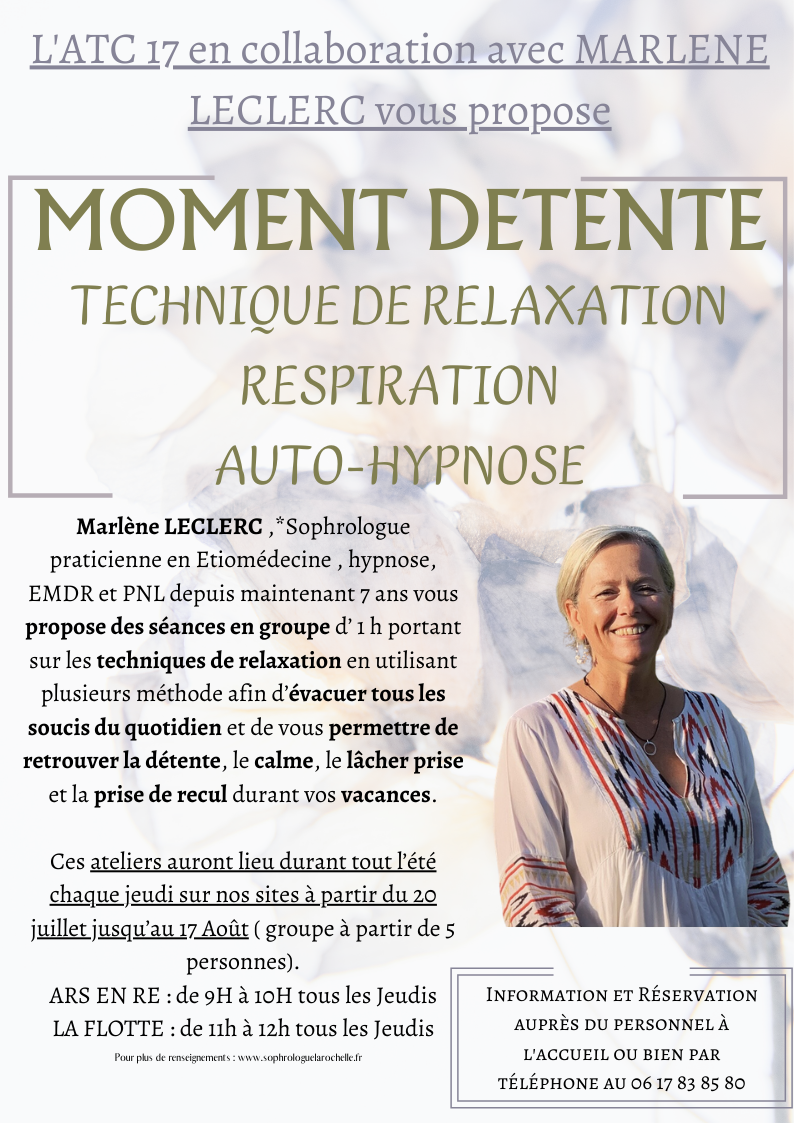 L'ATC 17 en collaboration avec MARLENE
LECLERC vous propose
MOMENT DETENTE
TECHNIQUE DE RELAXATION
RESPIRATION
AUTO-HYPNOSE
Marlène LECLERC ,*Sophrologue
praticienne en Etiomédecine , hypnose,
EMDR et PNL depuis maintenant 7 ans vous
propose des séances en groupe d' 1 h portant
sur les techniques de relaxation en utilisant
plusieurs méthode afin d'évacuer tous les
soucis du quotidien et de vous permettre de
retrouver la détente, le calme, le lâcher prise
et la prise de recul durant vos vacances.
Ces ateliers auront lieu durant tout l'été
chaque jeudi sur nos sites à partir du 20
juillet jusqu'au 17 Août ( groupe à partir de 5
personnes).
ARS EN RE : de 9H à 10H tous les Jeudis
LA FLOTTE : de 11h à 12h tous les Jeudis
Pour plus de renseignements : www.sophrologuelarochelle.fr
Information et Réservation
auprès du personnel à
l'accueil ou bien par
téléphone au 06 17 83 85 80